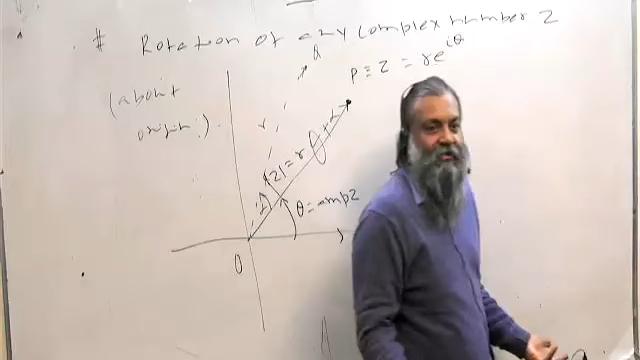 # Rotation of any complex number z
(about
origin)
P ≡ z = re^{iθ}
r
|z| = r
θ = amp z
O